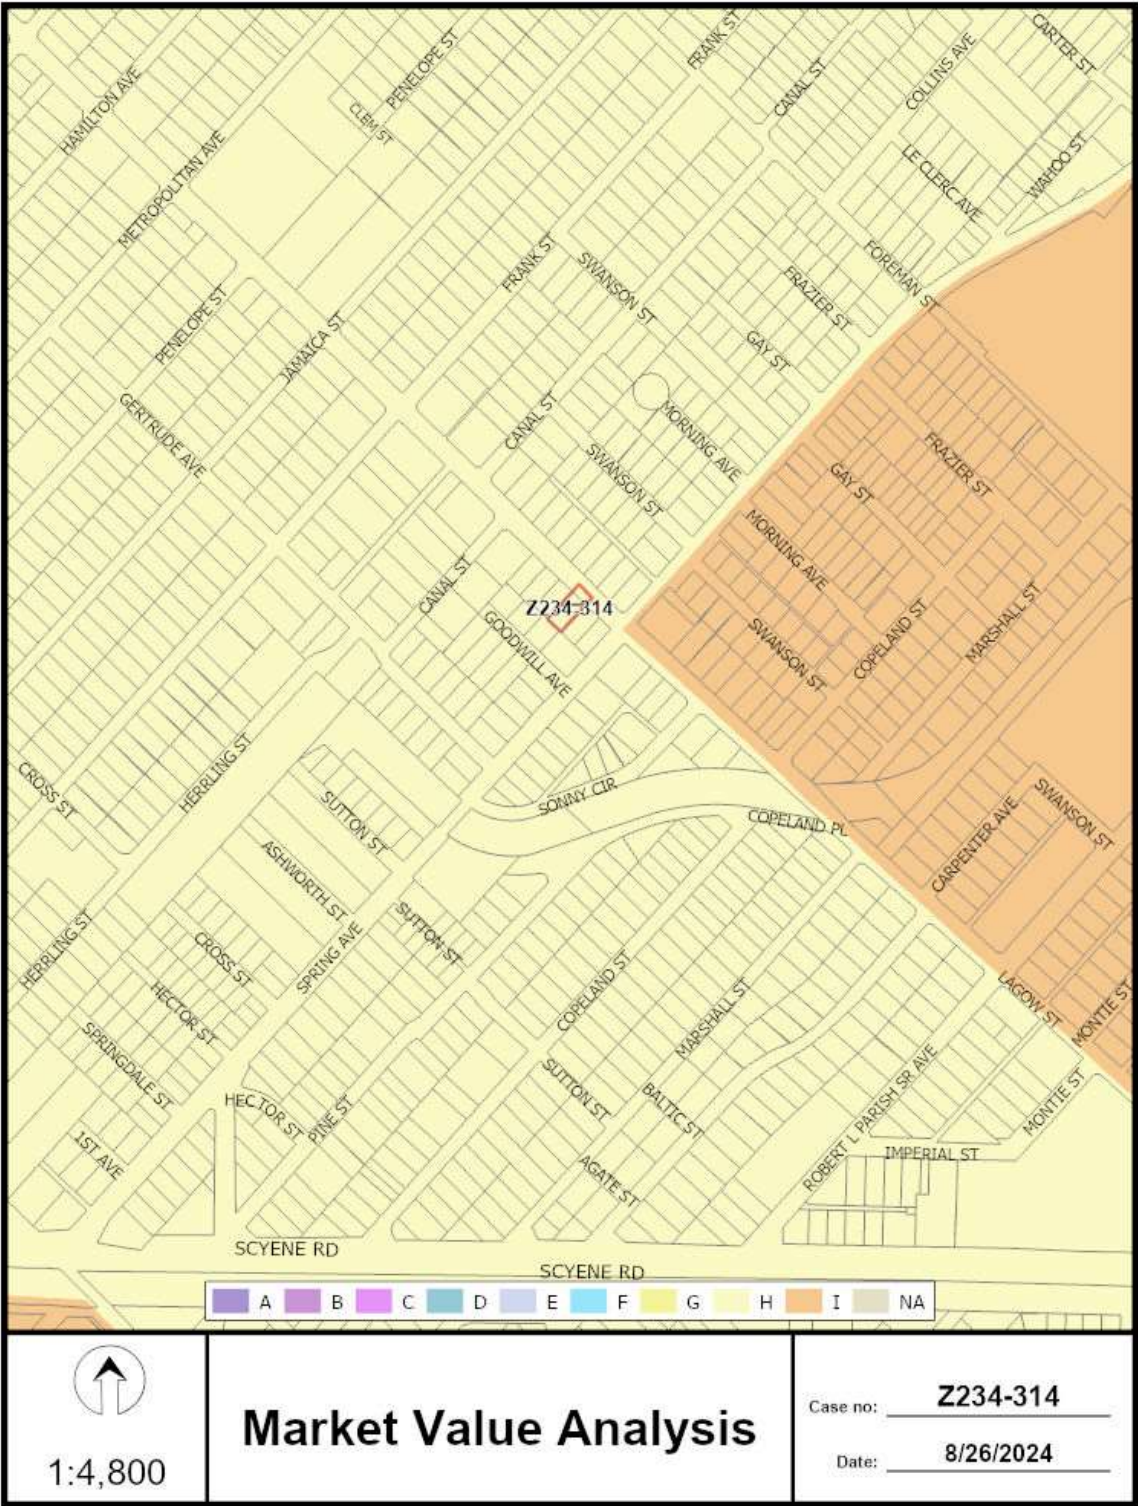 CARTER ST
FRANK ST
COLLINS AVE
PENELOPE ST
CANAL ST
HAMILTON AVE
CLEM ST
METROPOLITAN AVE
LE CLERC AVE
WAHOO ST
FRANK ST
SWANSON ST
FOREMAN ST
FRAZIER ST
PENELOPE ST
JAMAICA ST
GAY ST
GERTRUDE AVE
CANAL ST
MORNING AVE
SWANSON ST
FRAZIER ST
GAY ST
MORNING AVE
CANAL ST
Z234-314
GOODWILL AVE
SWANSON ST
COPELAND ST
MARSHALL ST
HERRLING ST
CROSS ST
SONNY CIR
COPELAND PL
SUTTON ST
SWANSON ST
CARPENTER AVE
ASHWORTH ST
SPRING AVE
SUTTON ST
HERRLING ST
CROSS ST
COPELAND ST
MARSHALL ST
LAGOW ST
MONTIE ST
HECTOR ST
SPRINGDALE ST
SUTTON ST
BALTIC ST
ROBERT L PARISH SR AVE
MONTIE ST
HECTOR ST
PINE ST
1ST AVE
AGATE ST
IMPERIAL ST
SCYENE RD
SCYENE RD
A B C D E F G H I NA
1:4,800
Market Value Analysis
Case no: Z234-314
Date: 8/26/2024